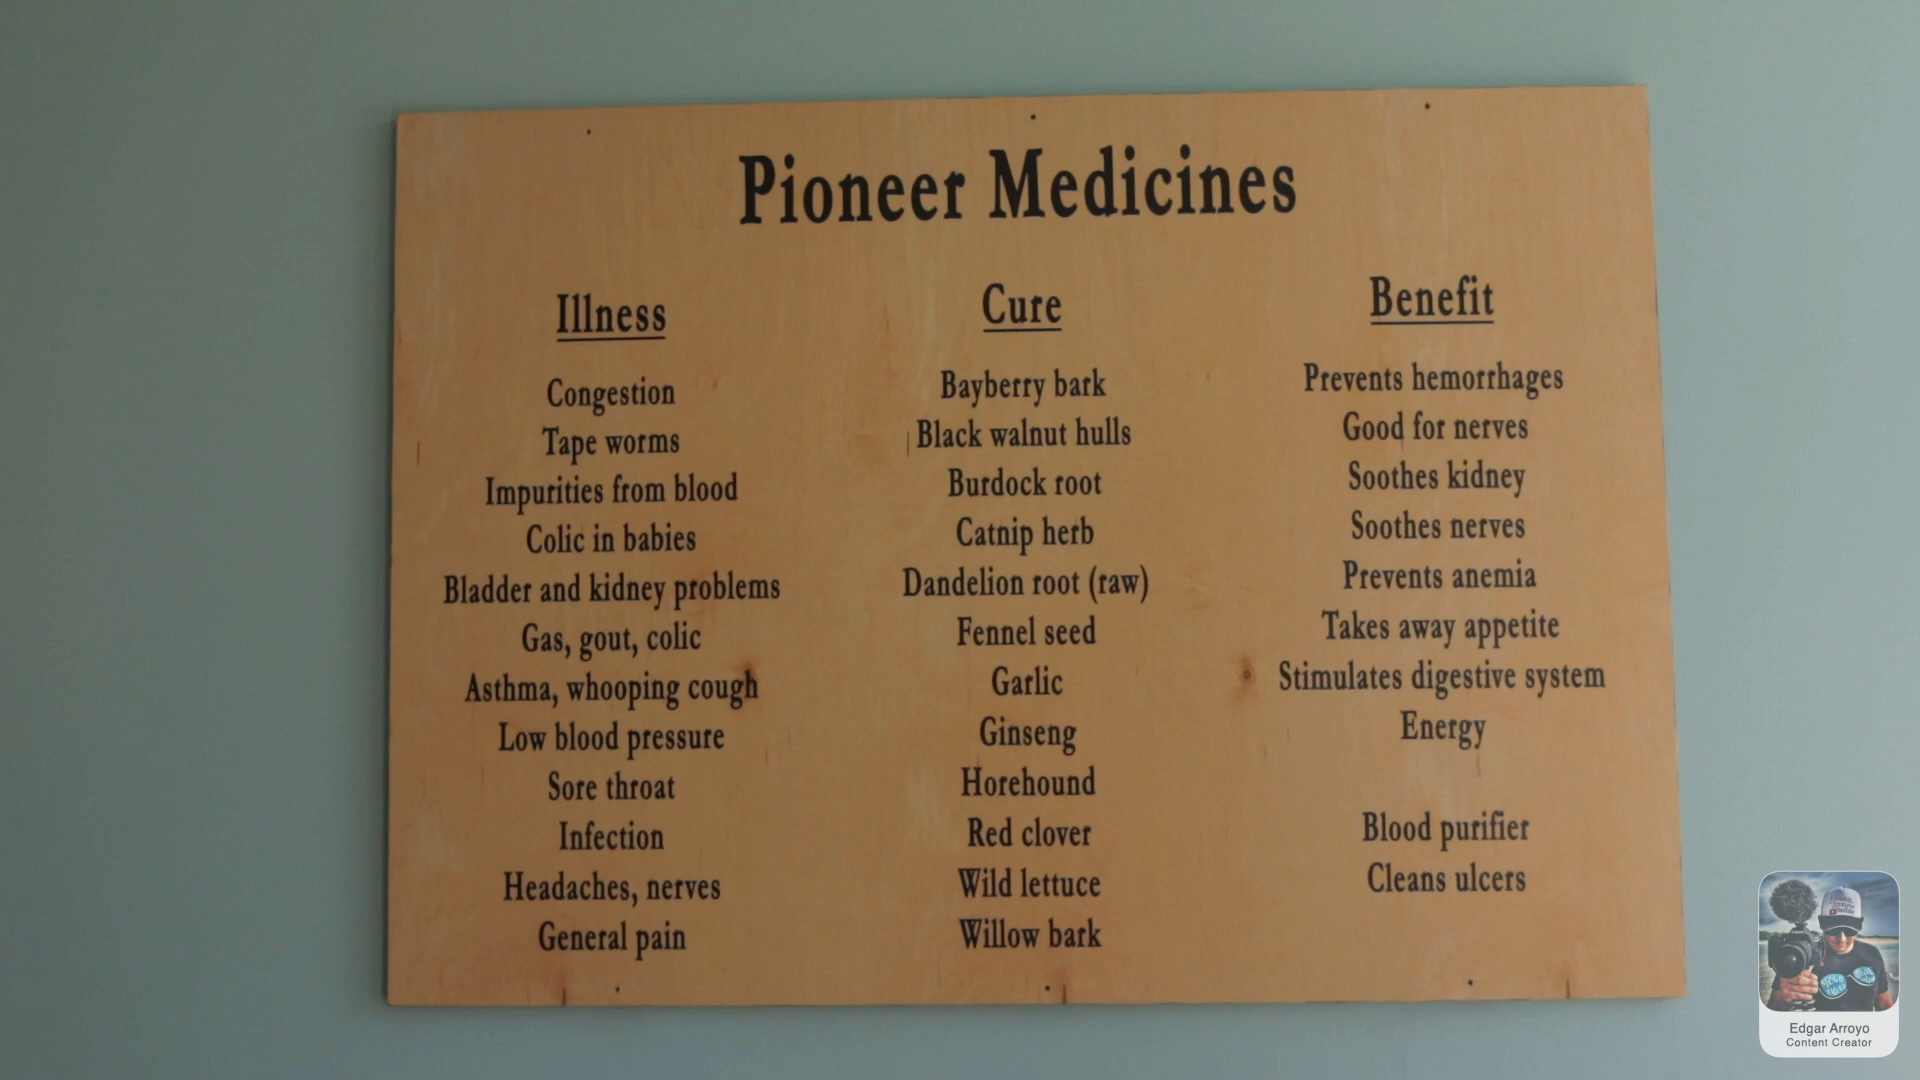 Pioneer Medicines
Illness Cure Benefit
Congestion Bayberry bark Prevents hemorrhages
Tape worms Black walnut hulls Good for nerves
Impurities from blood Burdock root Soothes kidney
Colic in babies Catnip herb Soothes nerves
Bladder and kidney problems Dandelion root (raw) Prevents anemia
Gas, gout, colic Fennel seed Takes away appetite
Asthma, whooping cough Garlic Stimulates digestive system
Low blood pressure Ginseng Energy
Sore throat Horehound
Infection Red clover Blood purifier
Headaches, nerves Wild lettuce Cleans ulcers
General pain Willow bark
Edgar Arroyo
Content Creator